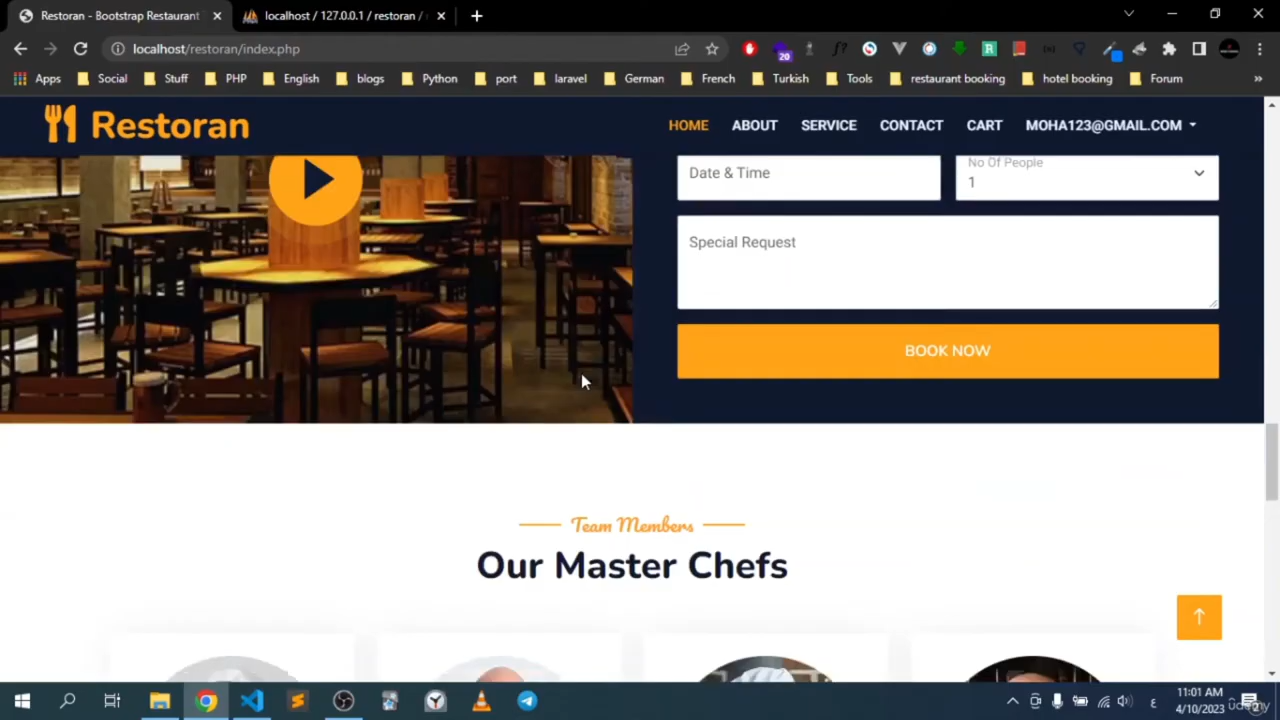 Restoran - Bootstrap Restaurant
localhost / 127.0.0.1 / restoran /
localhost/restoran/index.php
20
Apps Social Stuff PHP English blogs Python port laravel German French Turkish Tools restaurant booking hotel booking Forum
Restoran
HOME ABOUT SERVICE CONTACT CART MOHA123@GMAIL.COM
Date & Time
No Of People
1
Special Request
BOOK NOW
Team Members
Our Master Chefs
11:01 AM
4/10/2023
ع
Udemy